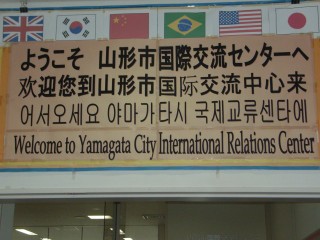 ようこそ 山形市国際交流センターへ
欢迎您到山形市国际交流中心来
어서오세요 야마가타시 국제교류센타에
Welcome to Yamagata City International Relations Center